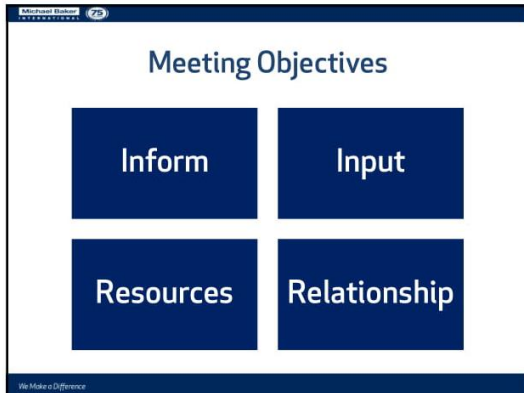 Michael Baker
INTERNATIONAL
75
Meeting Objectives
Inform
Input
Resources
Relationship
We Make a Difference